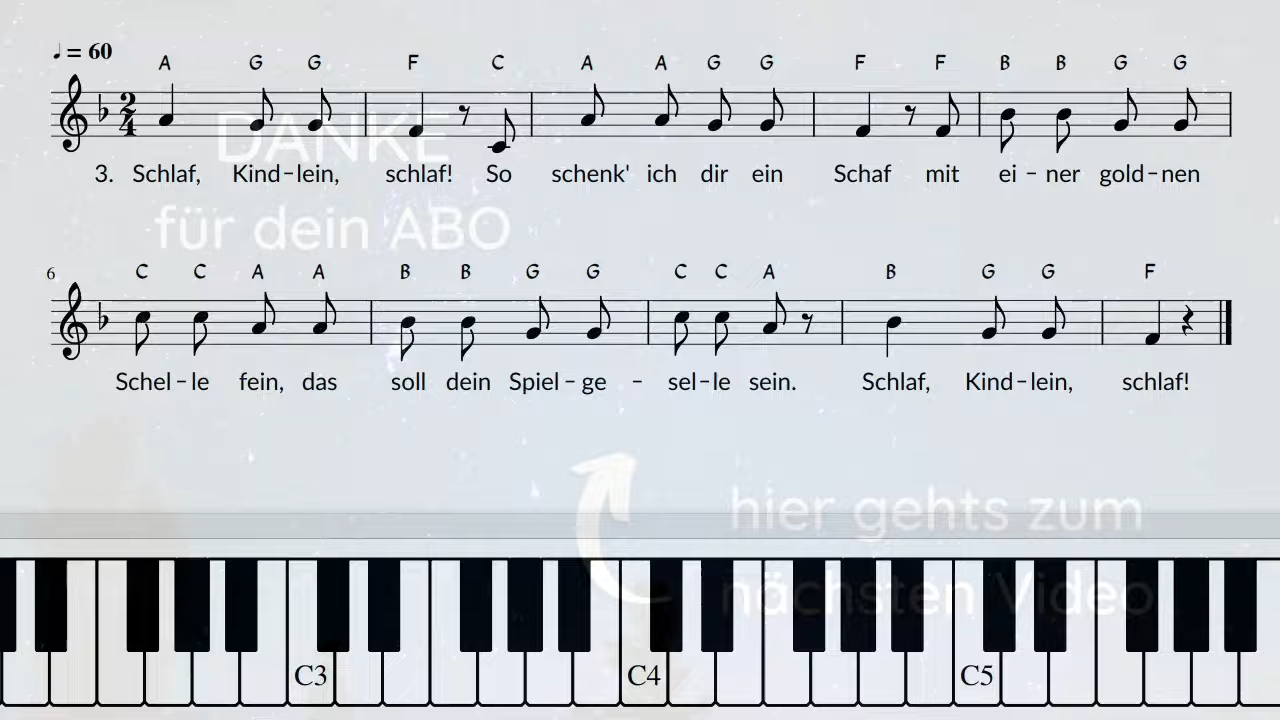 ♩ = 60
A G G F C A A G G F F B B G G
3. Schlaf, Kind-lein, schlaf! So schenk' ich dir ein Schaf mit ei - ner gold-nen
DANKE
für dein ABO
6
C C A A B B G G C C A B G G F
Schel-le fein, das soll dein Spiel-ge - sel-le sein. Schlaf, Kind-lein, schlaf!
hier gehts zum
nächsten Video
C3 C4 C5